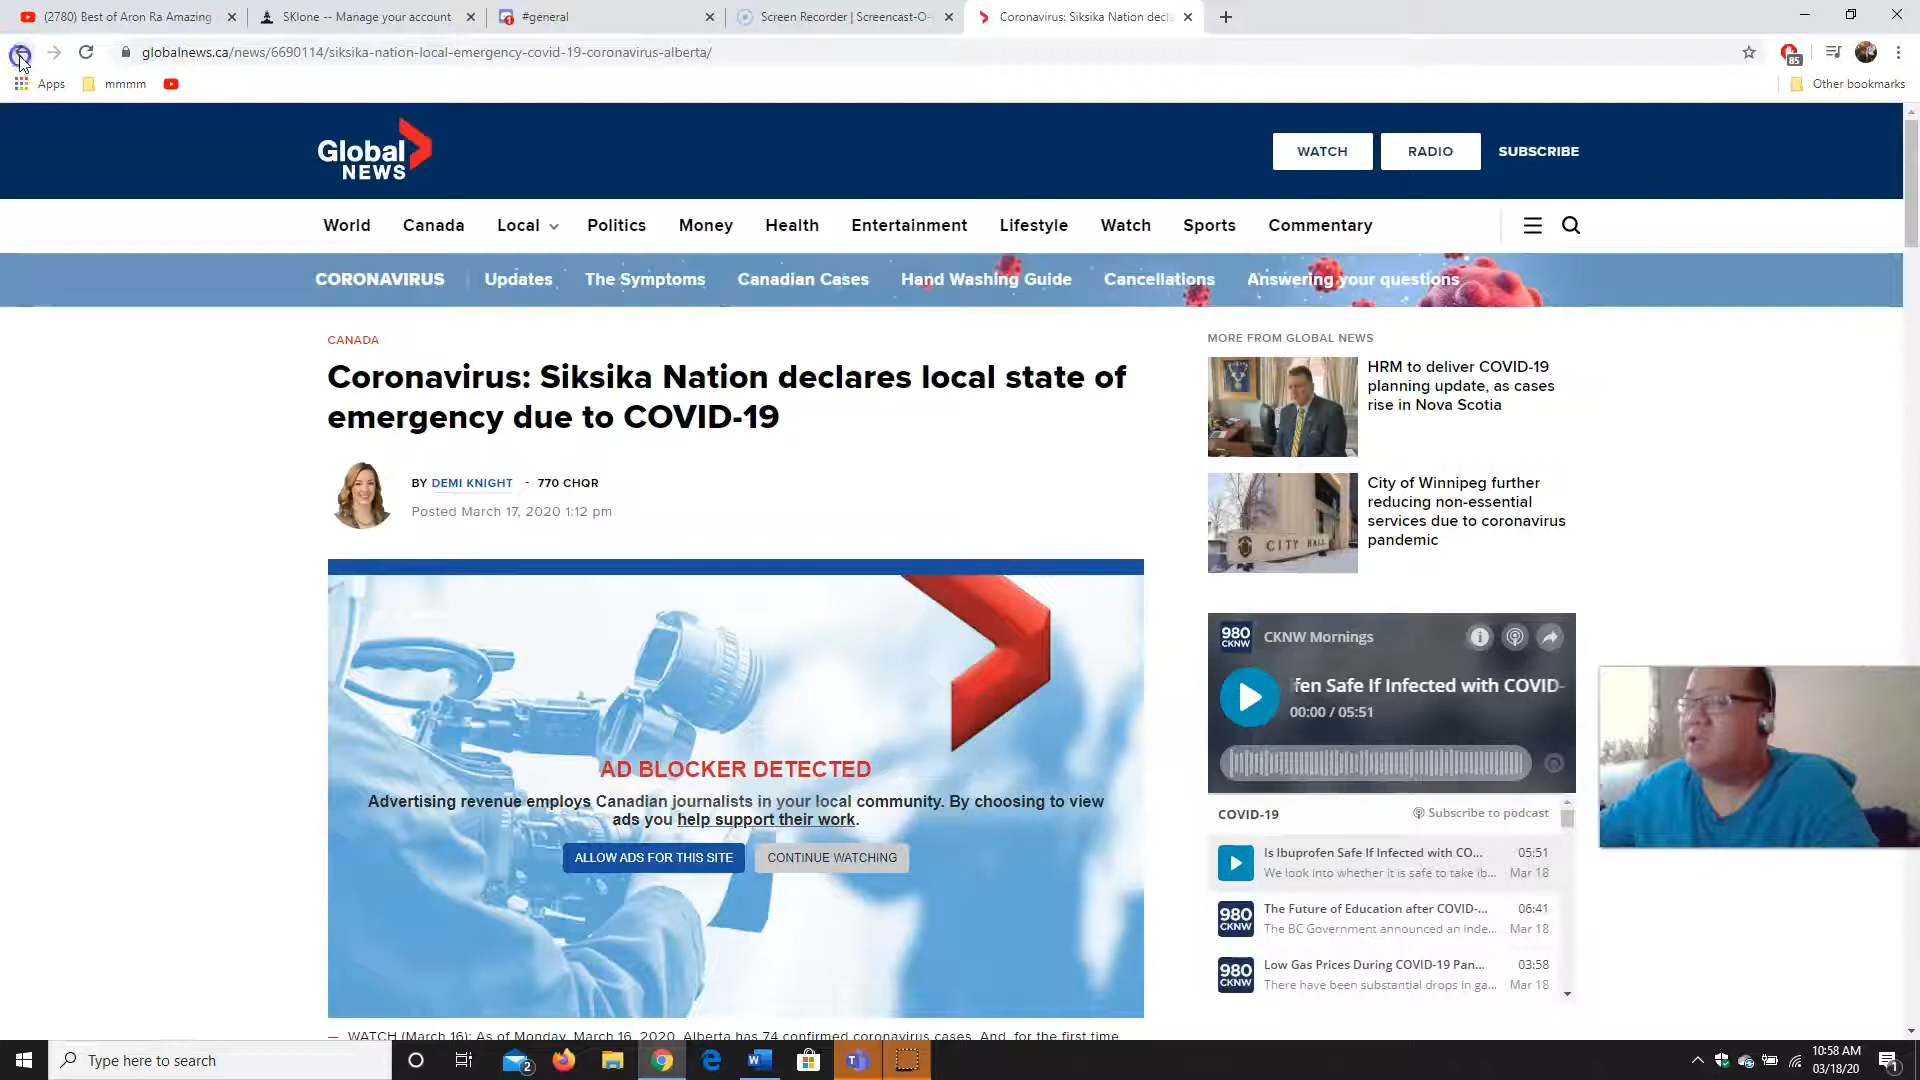 (2780) Best of Aron Ra Amazing
SKlone -- Manage your account
#general
Screen Recorder | Screencast-O-
Coronavirus: Siksika Nation decl
globalnews.ca/news/6690114/siksika-nation-local-emergency-covid-19-coronavirus-alberta/
85
Apps
mmmm
Other bookmarks
Global
NEWS
WATCH
RADIO
SUBSCRIBE
World
Canada
Local
Politics
Money
Health
Entertainment
Lifestyle
Watch
Sports
Commentary
CORONAVIRUS
Updates
The Symptoms
Canadian Cases
Hand Washing Guide
Cancellations
Answering your questions
CANADA
Coronavirus: Siksika Nation declares local state of
emergency due to COVID-19
BY DEMI KNIGHT - 770 CHQR
Posted March 17, 2020 1:12 pm
AD BLOCKER DETECTED
Advertising revenue employs Canadian journalists in your local community. By choosing to view
ads you help support their work.
ALLOW ADS FOR THIS SITE
CONTINUE WATCHING
— WATCH (March 16): As of Monday, March 16, 2020, Alberta has 74 confirmed coronavirus cases. And, for the first time
MORE FROM GLOBAL NEWS
HRM to deliver COVID-19
planning update, as cases
rise in Nova Scotia
CITY HALL
City of Winnipeg further
reducing non-essential
services due to coronavirus
pandemic
980
CKNW
CKNW Mornings
fen Safe If Infected with COVID-
00:00 / 05:51
COVID-19
Subscribe to podcast
Is Ibuprofen Safe If Infected with CO...
05:51
We look into whether it is safe to take ib...
Mar 18
980
CKNW
The Future of Education after COVID-...
06:41
The BC Government announced an inde...
Mar 18
980
CKNW
Low Gas Prices During COVID-19 Pan...
03:58
There have been substantial drops in ga...
Mar 18
Type here to search
2
10:58 AM
03/18/20
1